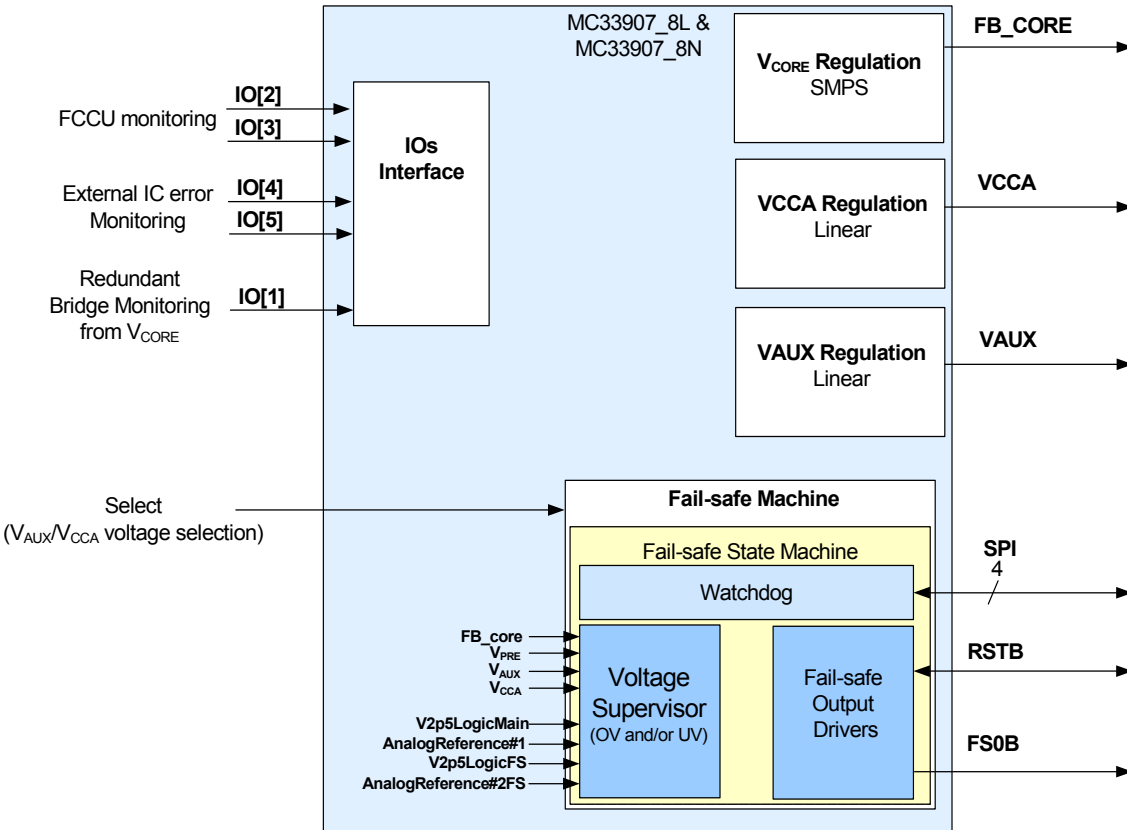 MC33907_8L &
MC33907_8N
FB_CORE
VCORE Regulation
SMPS
IO[2]
FCCU monitoring
IO[3]
IOs
Interface
External IC error
Monitoring
IO[4]
IO[5]
VCCA
VCCA Regulation
Linear
Redundant
Bridge Monitoring
from VCORE
IO[1]
VAUX
VAUX Regulation
Linear
Select
(VAUX/VCCA voltage selection)
Fail-safe Machine
Fail-safe State Machine
Watchdog
SPI
4
FB_core
VPRE
VAUX
VCCA
V2p5LogicMain
AnalogReference#1
V2p5LogicFS
AnalogReference#2FS
Voltage
Supervisor
(OV and/or UV)
Fail-safe
Output
Drivers
RSTB
FS0B